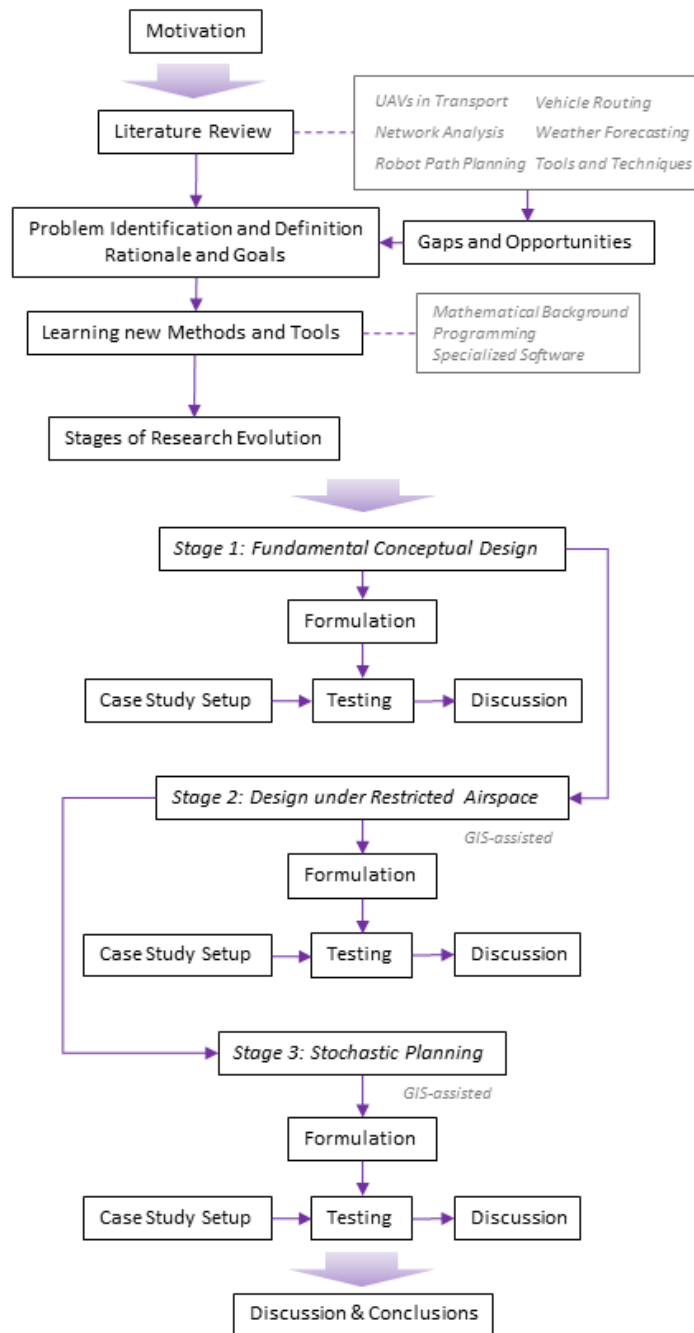 Motivation
Literature Review
UAVs in Transport Vehicle Routing
Network Analysis Weather Forecasting
Robot Path Planning Tools and Techniques
Problem Identification and Definition
Rationale and Goals
Gaps and Opportunities
Learning new Methods and Tools
Mathematical Background
Programming
Specialized Software
Stages of Research Evolution
Stage 1: Fundamental Conceptual Design
Formulation
Case Study Setup
Testing
Discussion
Stage 2: Design under Restricted Airspace
GIS-assisted
Formulation
Case Study Setup
Testing
Discussion
Stage 3: Stochastic Planning
GIS-assisted
Formulation
Case Study Setup
Testing
Discussion
Discussion & Conclusions